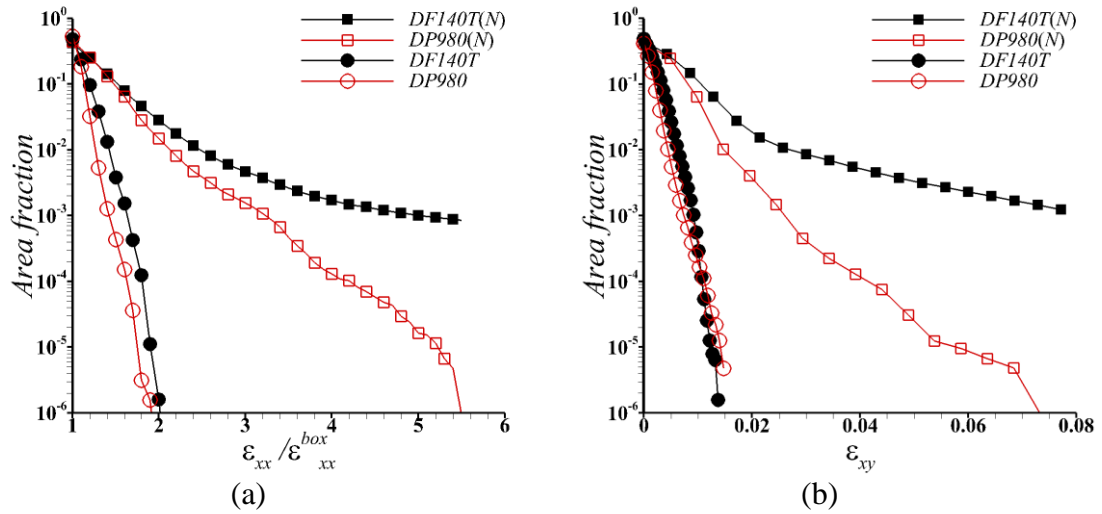 DF140T(N)
DP980(N)
DF140T
DP980
10^0
10^-1
10^-2
10^-3
10^-4
10^-5
10^-6
Area fraction
1 2 3 4 5 6
ε_xx/ε^box_xx
(a)
DF140T(N)
DP980(N)
DF140T
DP980
10^0
10^-1
10^-2
10^-3
10^-4
10^-5
10^-6
Area fraction
0 0.02 0.04 0.06 0.08
ε_xy
(b)